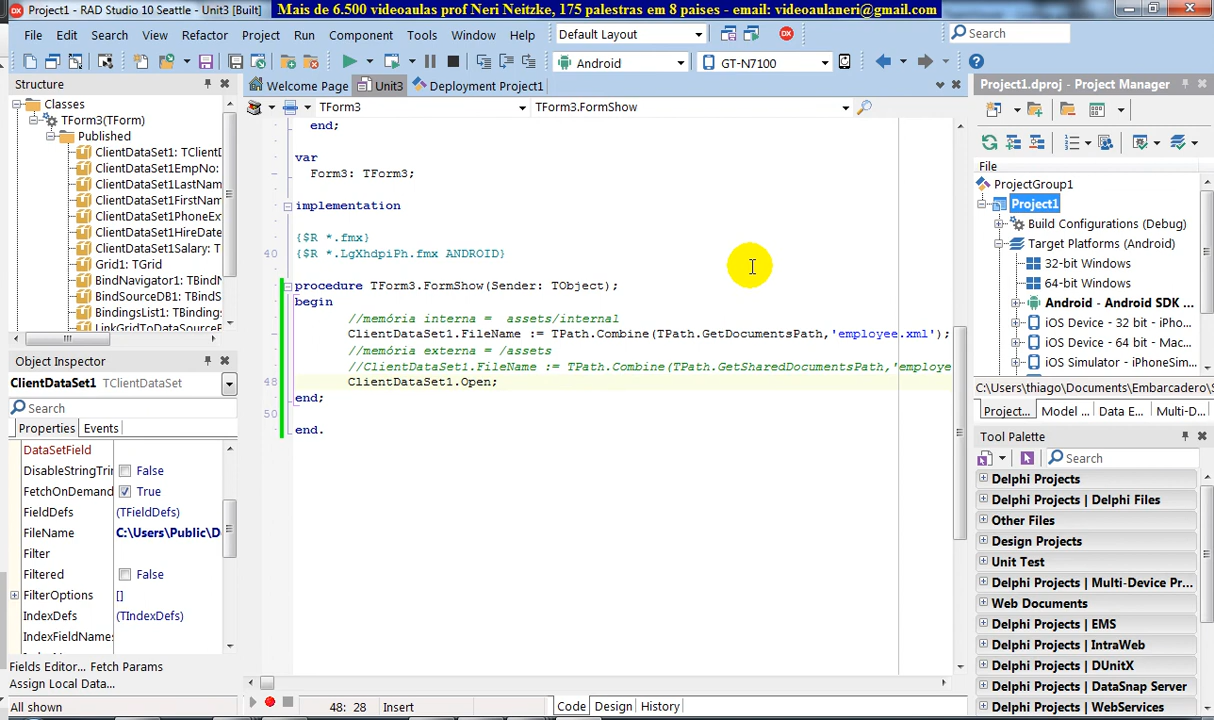 Project1 - RAD Studio 10 Seattle - Unit3 [Built]
Mais de 6.500 videoaulas prof Neri Neitzke, 175 palestras em 8 paises - email: videoaulaneri@gmail.com
File Edit Search View Refactor Project Run Component Tools Window Help
Default Layout
Search
Android
GT-N7100
Structure
Welcome Page
Unit3
Deployment Project1
Project1.dproj - Project Manager
TForm3
TForm3.FormShow
Classes
TForm3(TForm)
Published
ClientDataSet1: TClientD
ClientDataSet1EmpNo:
ClientDataSet1LastNam
ClientDataSet1FirstNam
ClientDataSet1PhoneExt
ClientDataSet1HireDate
ClientDataSet1Salary: T
Grid1: TGrid
BindNavigator1: TBindN
BindSourceDB1: TBindS
BindingsList1: TBinding
LinkGridToDataSource
end;
var
Form3: TForm3;
implementation
{$R *.fmx}
40
{$R *.LgXhdpiPh.fmx ANDROID}
procedure TForm3.FormShow(Sender: TObject);
begin
//memória interna = assets/internal
ClientDataSet1.FileName := TPath.Combine(TPath.GetDocumentsPath,'employee.xml');
//memória externa = /assets
//ClientDataSet1.FileName := TPath.Combine(TPath.GetSharedDocumentsPath,'employe
48
ClientDataSet1.Open;
end;
50
end.
File
ProjectGroup1
Project1
Build Configurations (Debug)
Target Platforms (Android)
32-bit Windows
64-bit Windows
Android - Android SDK ...
iOS Device - 32 bit - iPho...
iOS Device - 64 bit - Mac...
iOS Simulator - iPhoneSim...
C:\Users\thiago\Documents\Embarcadero\S
Project...
Model ...
Data E...
Multi-D...
Object Inspector
ClientDataSet1 TClientDataSet
Search
Properties Events
DataSetField
DisableStringTrin
False
FetchOnDemand
True
FieldDefs
(TFieldDefs)
FileName
C:\Users\Public\D
Filter
Filtered
False
FilterOptions
[]
IndexDefs
(TIndexDefs)
IndexFieldNames
Fields Editor... Fetch Params
Assign Local Data...
All shown
Tool Palette
Search
Delphi Projects
Delphi Projects | Delphi Files
Other Files
Design Projects
Unit Test
Delphi Projects | Multi-Device Pr...
Web Documents
Delphi Projects | EMS
Delphi Projects | IntraWeb
Delphi Projects | DUnitX
Delphi Projects | DataSnap Server
Delphi Projects | WebServices
48: 28
Insert
Code Design History